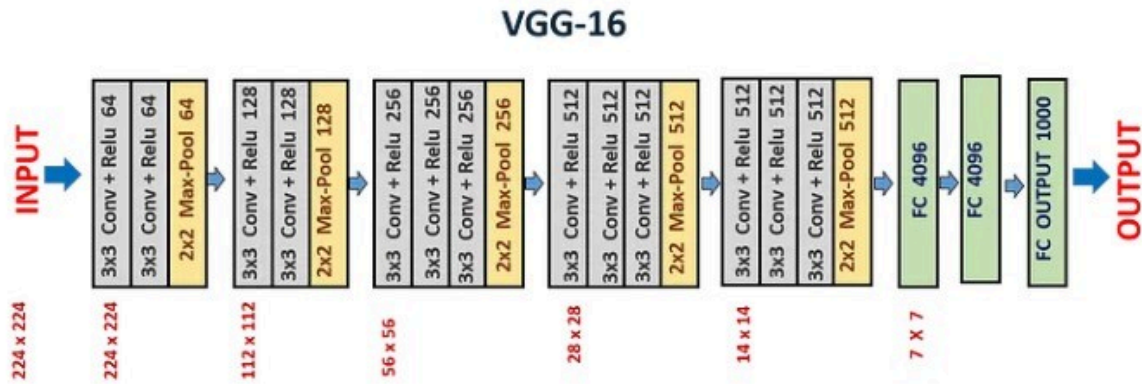 VGG-16
INPUT
3x3 Conv + Relu 64
3x3 Conv + Relu 64
2x2 Max-Pool 64
3x3 Conv + Relu 128
3x3 Conv + Relu 128
2x2 Max-Pool 128
3x3 Conv + Relu 256
3x3 Conv + Relu 256
3x3 Conv + Relu 256
2x2 Max-Pool 256
3x3 Conv + Relu 512
3x3 Conv + Relu 512
3x3 Conv + Relu 512
2x2 Max-Pool 512
3x3 Conv + Relu 512
3x3 Conv + Relu 512
3x3 Conv + Relu 512
2x2 Max-Pool 512
FC 4096
FC 4096
FC OUTPUT 1000
OUTPUT
224 x 224
224 x 224
112 x 112
56 x 56
28 x 28
14 x 14
7 X 7